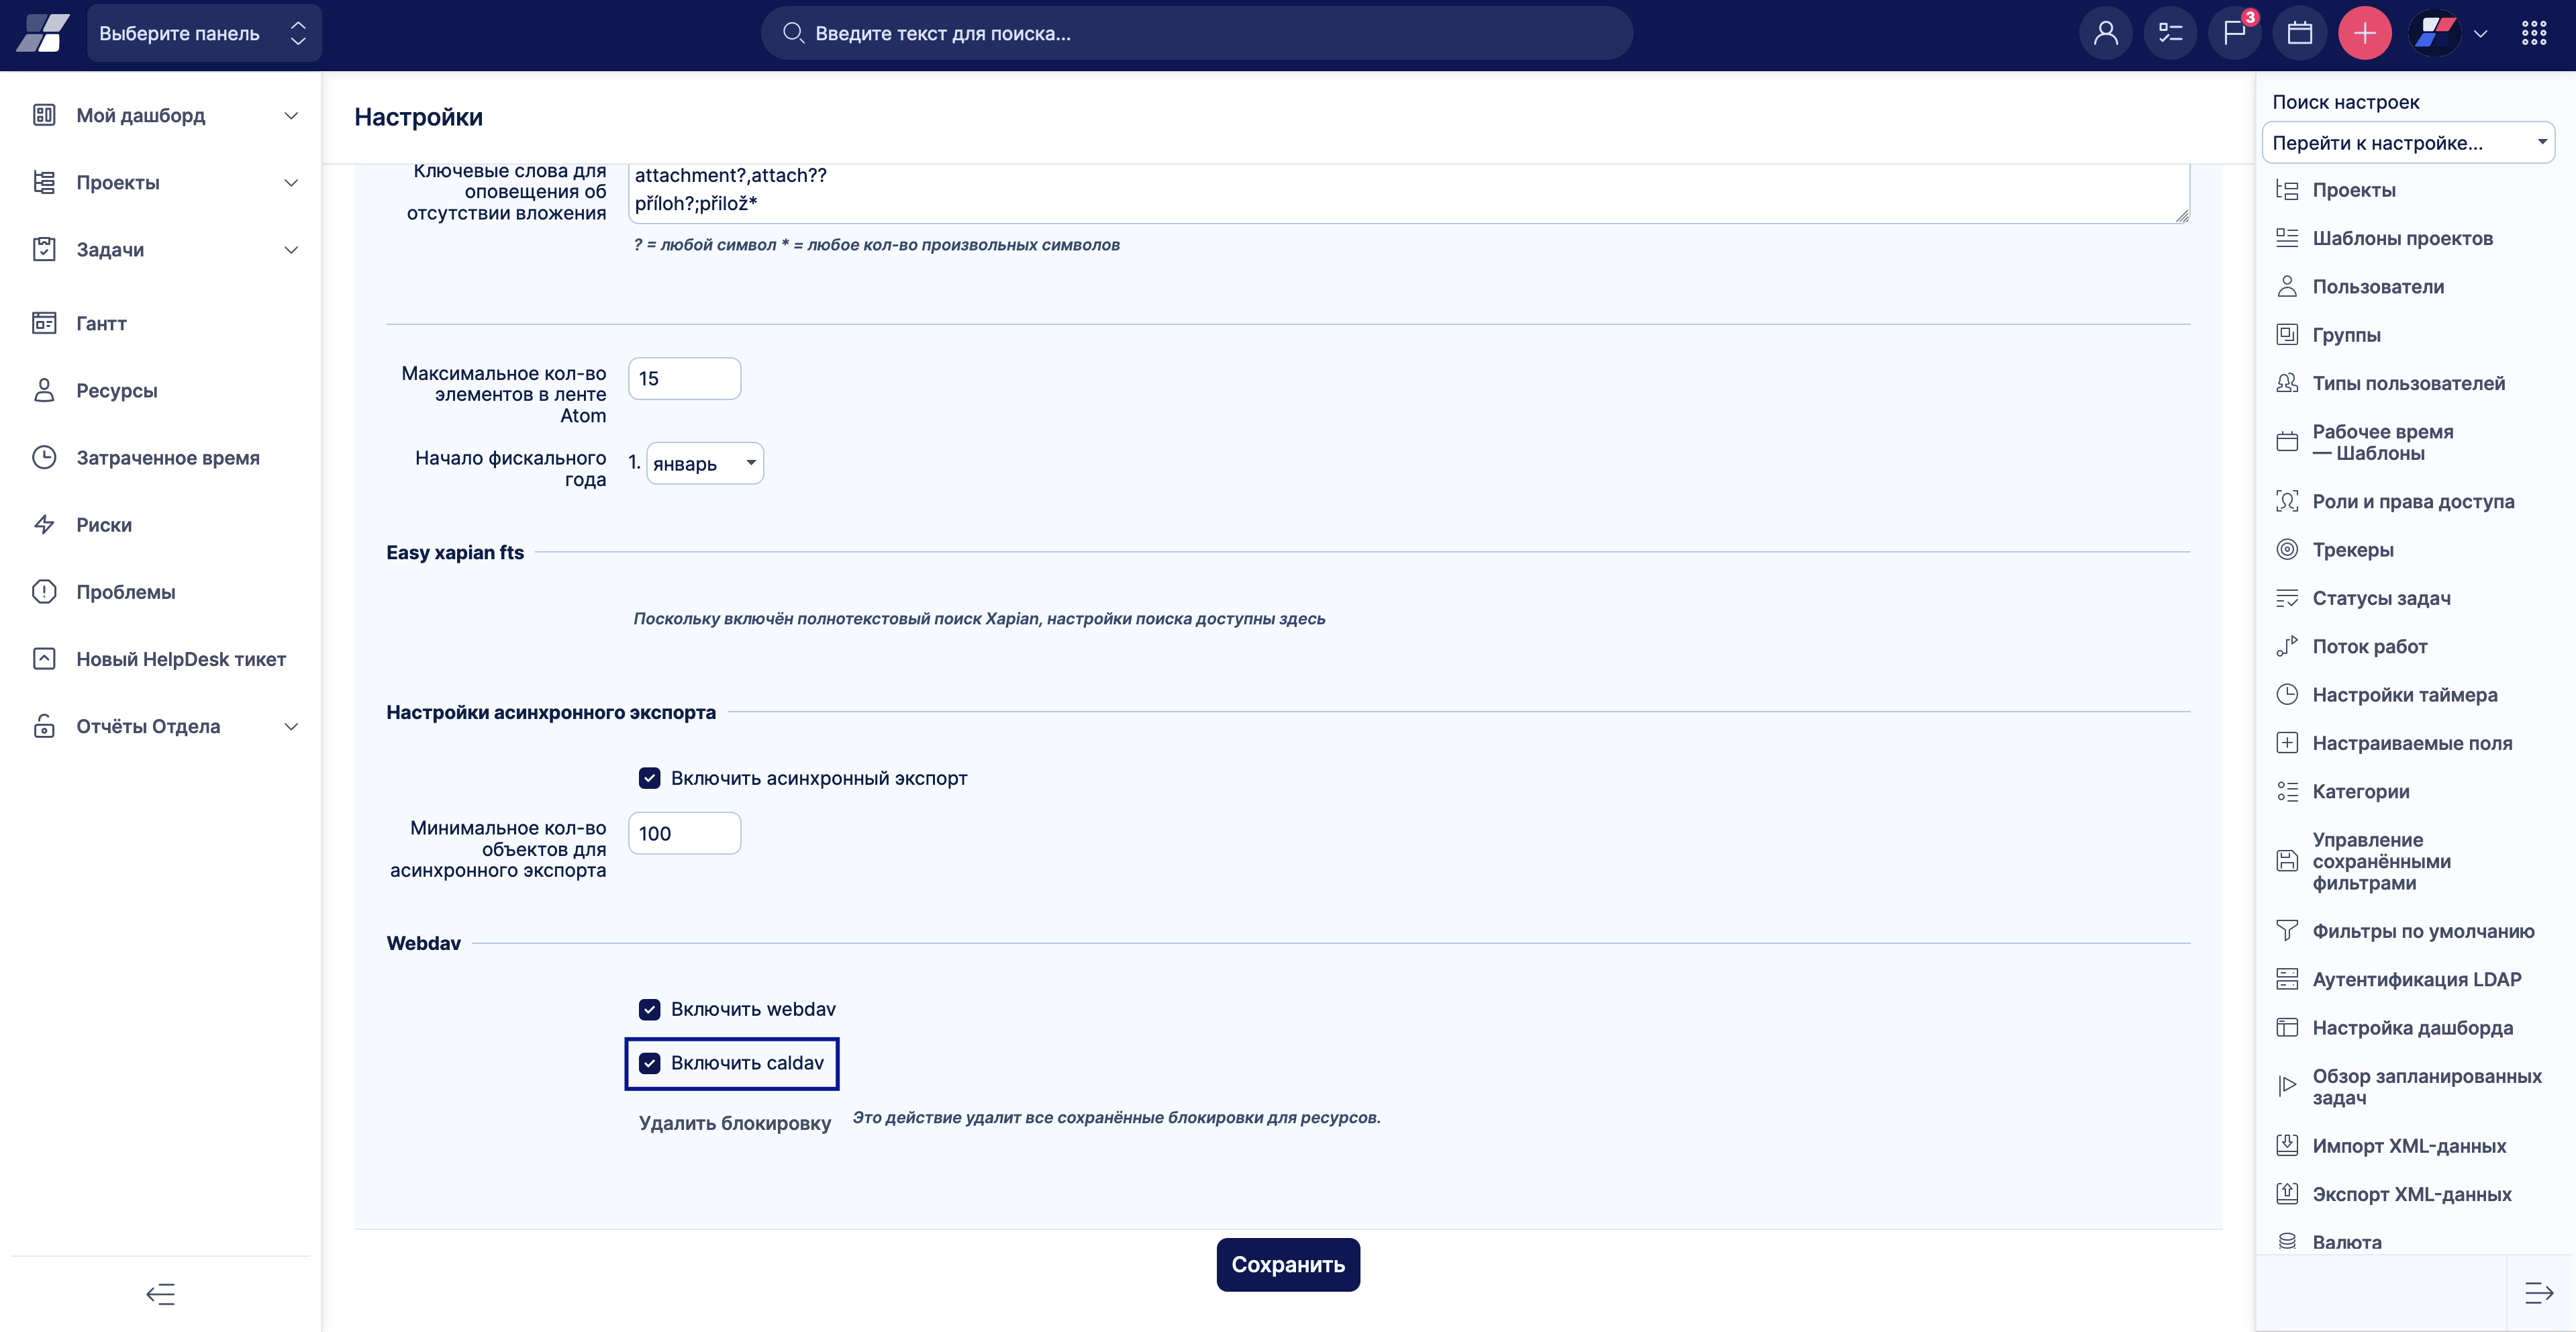 Выберите панель
Введите текст для поиска...
3
Мой дашборд
Проекты
Задачи
Гантт
Ресурсы
Затраченное время
Риски
Проблемы
Новый HelpDesk тикет
Отчёты Отдела
Настройки
Ключевые слова для
оповещения об
отсутствии вложения
attachment?,attach??
příloh?;přilož*
? = любой символ * = любое кол-во произвольных символов
Максимальное кол-во
элементов в ленте
Atom
15
Начало фискального
года
1. январь
Easy xapian fts
Поскольку включён полнотекстовый поиск Xapian, настройки поиска доступны здесь
Настройки асинхронного экспорта
Включить асинхронный экспорт
Минимальное кол-во
объектов для
асинхронного экспорта
100
Webdav
Включить webdav
Включить caldav
Удалить блокировку Это действие удалит все сохранённые блокировки для ресурсов.
Сохранить
Поиск настроек
Перейти к настройке...
Проекты
Шаблоны проектов
Пользователи
Группы
Типы пользователей
Рабочее время
— Шаблоны
Роли и права доступа
Трекеры
Статусы задач
Поток работ
Настройки таймера
Настраиваемые поля
Категории
Управление
сохранёнными
фильтрами
Фильтры по умолчанию
Аутентификация LDAP
Настройка дашборда
Обзор запланированных
задач
Импорт XML-данных
Экспорт XML-данных
Валюта